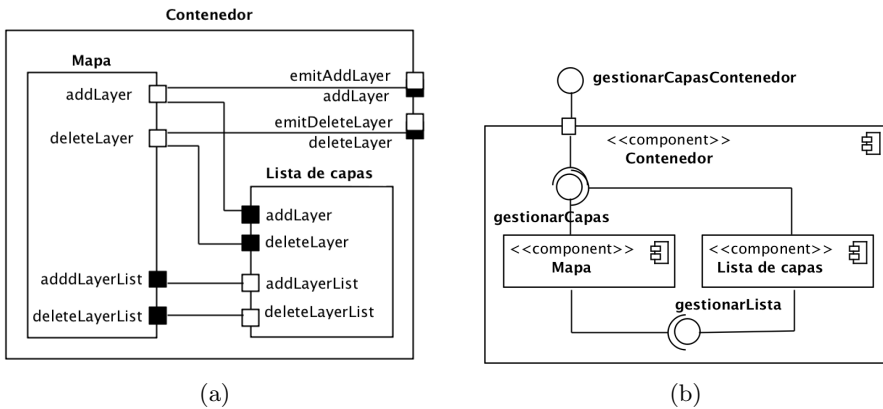 Contenedor
Mapa
addLayer
deleteLayer
adddLayerList
deleteLayerList
emitAddLayer
addLayer
emitDeleteLayer
deleteLayer
Lista de capas
addLayer
deleteLayer
addLayerList
deleteLayerList
(a)
gestionarCapasContenedor
<<component>>
Contenedor
gestionarCapas
<<component>>
Mapa
<<component>>
Lista de capas
gestionarLista
(b)